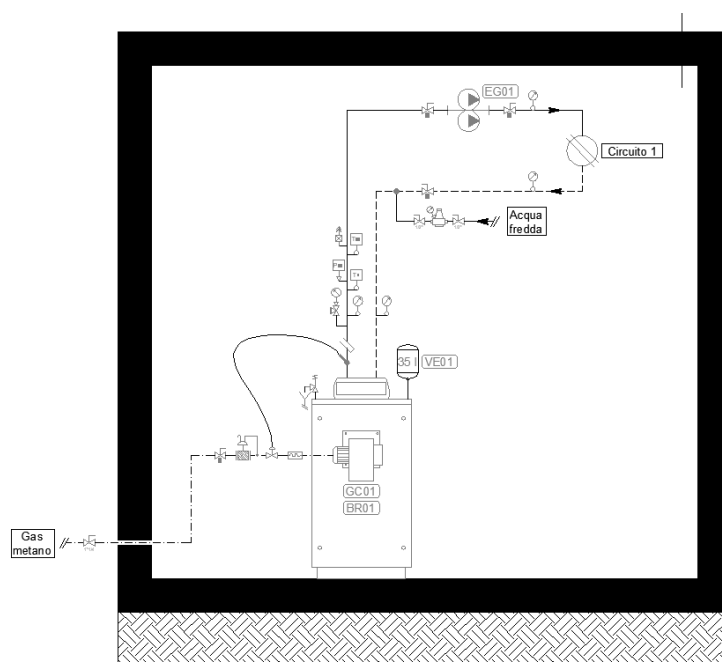 EG01
Circuito 1
Acqua
fredda
35 l
VE01
GC01
BR01
Gas
metano